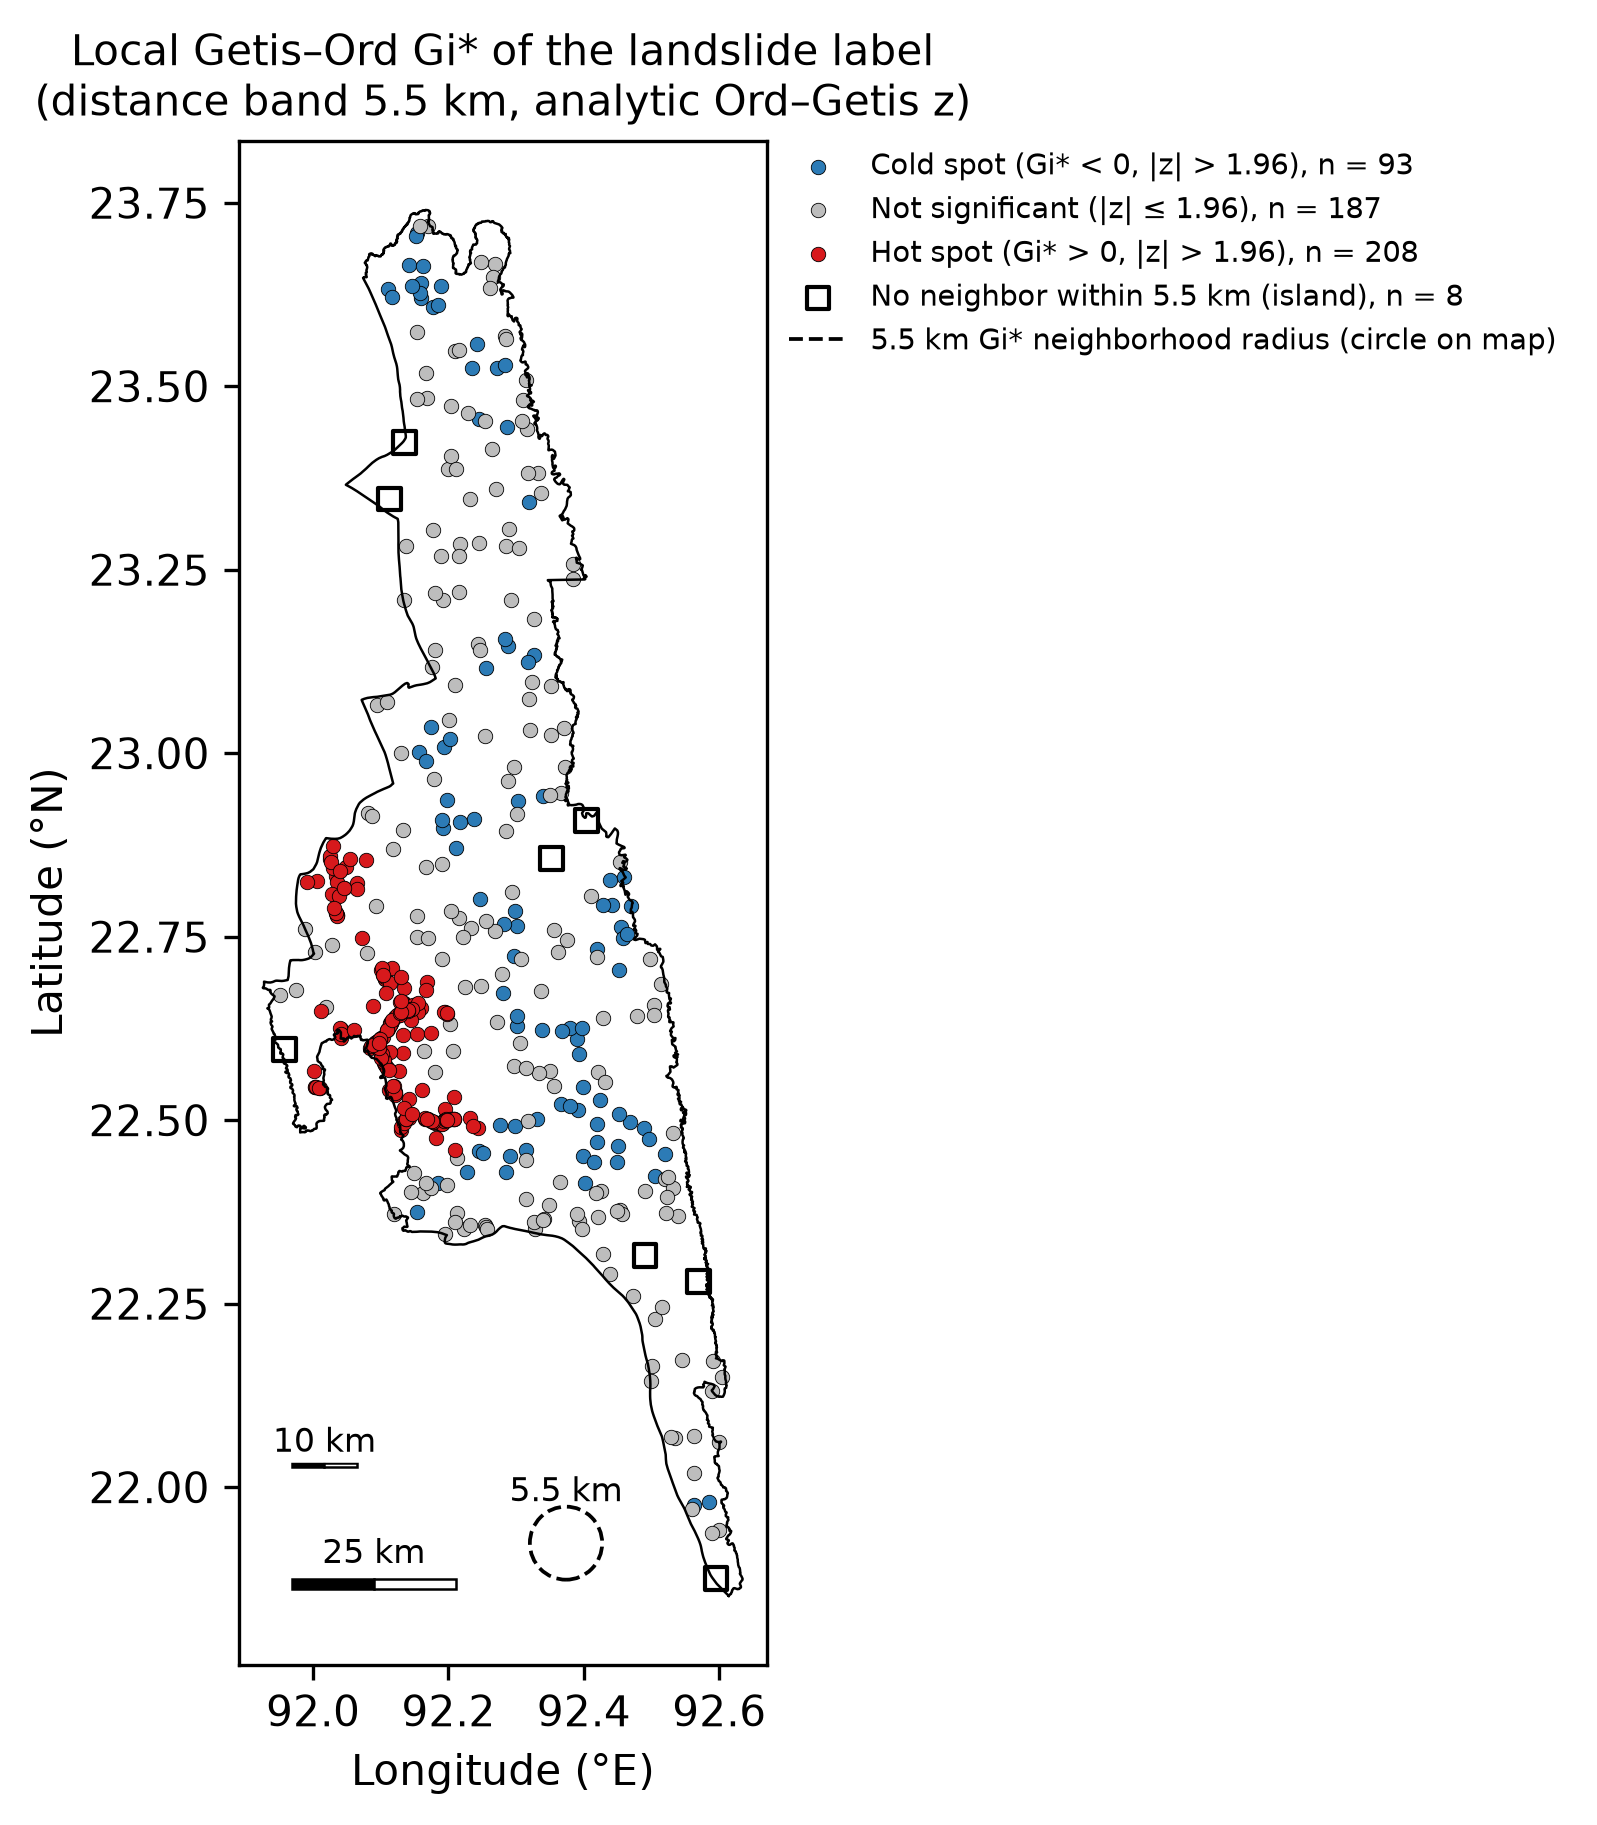 Local Getis–Ord Gi* of the landslide label
(distance band 5.5 km, analytic Ord–Getis z)
Cold spot (Gi* < 0, |z| > 1.96), n = 93
Not significant (|z| ≤ 1.96), n = 187
Hot spot (Gi* > 0, |z| > 1.96), n = 208
No neighbor within 5.5 km (island), n = 8
5.5 km Gi* neighborhood radius (circle on map)
23.75
23.50
23.25
23.00
22.75
22.50
22.25
22.00
Latitude (°N)
10 km
5.5 km
25 km
92.0 92.2 92.4 92.6
Longitude (°E)